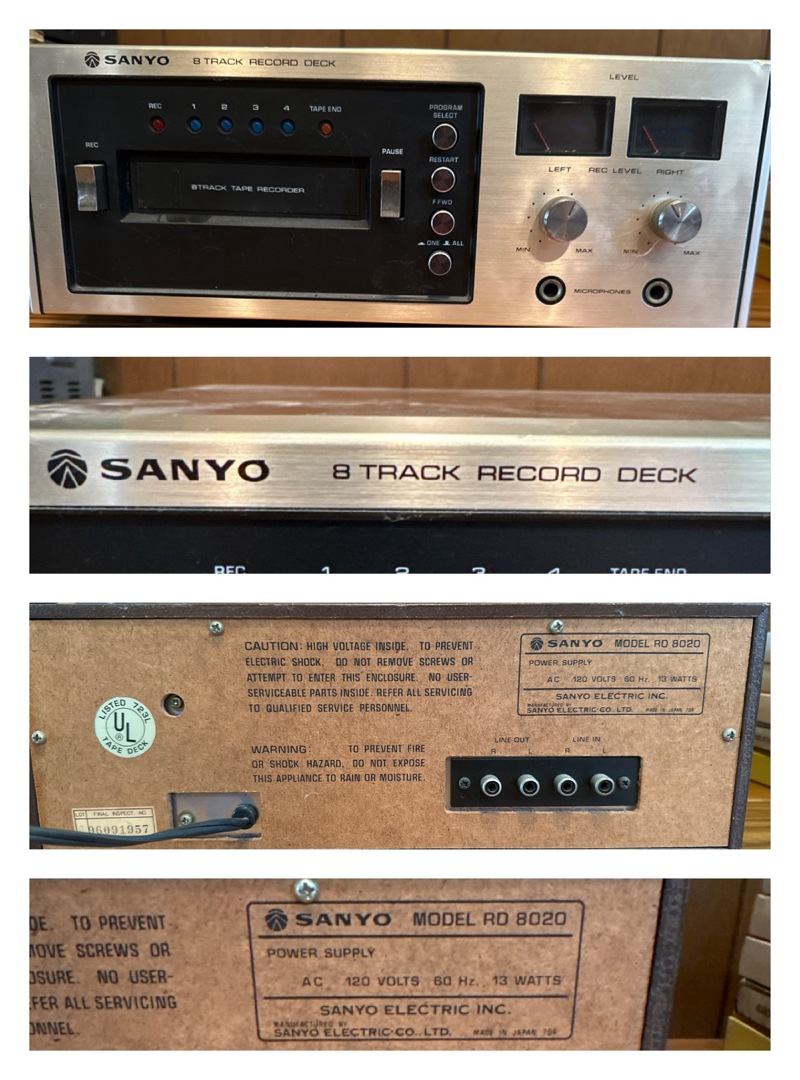 SANYO 8 TRACK RECORD DECK
LEVEL
REC 1 2 3 4 TAPE END
PROGRAM
SELECT
REC
PAUSE
RESTART
8TRACK TAPE RECORDER
F FWD
ONE ALL
LEFT REC LEVEL RIGHT
MIN MAX MIN MAX
MICROPHONES
SANYO 8 TRACK RECORD DECK
REC 1 2 3 4 TAPE END
CAUTION: HIGH VOLTAGE INSIDE. TO PREVENT
ELECTRIC SHOCK, DO NOT REMOVE SCREWS OR
ATTEMPT TO ENTER THIS ENCLOSURE. NO USER-
SERVICEABLE PARTS INSIDE. REFER ALL SERVICING
TO QUALIFIED SERVICE PERSONNEL.
SANYO MODEL RD 8020
POWER SUPPLY
AC 120 VOLTS 60 Hz. 13 WATTS
SANYO ELECTRIC INC.
MANUFACTURED BY
SANYO ELECTRIC CO., LTD. MADE IN JAPAN
LISTED 723L
UL
TAPE DECK
WARNING: TO PREVENT FIRE
OR SHOCK HAZARD, DO NOT EXPOSE
THIS APPLIANCE TO RAIN OR MOISTURE.
LINE OUT LINE IN
R L R L
LOT FINAL INSPECT. NO.
96091957
DE. TO PREVENT
MOVE SCREWS OR
OSURE. NO USER-
FER ALL SERVICING
ONNEL.
SANYO MODEL RD 8020
POWER SUPPLY
AC 120 VOLTS 60 Hz. 13 WATTS
SANYO ELECTRIC INC.
MANUFACTURED BY
SANYO ELECTRIC CO., LTD. MADE IN JAPAN